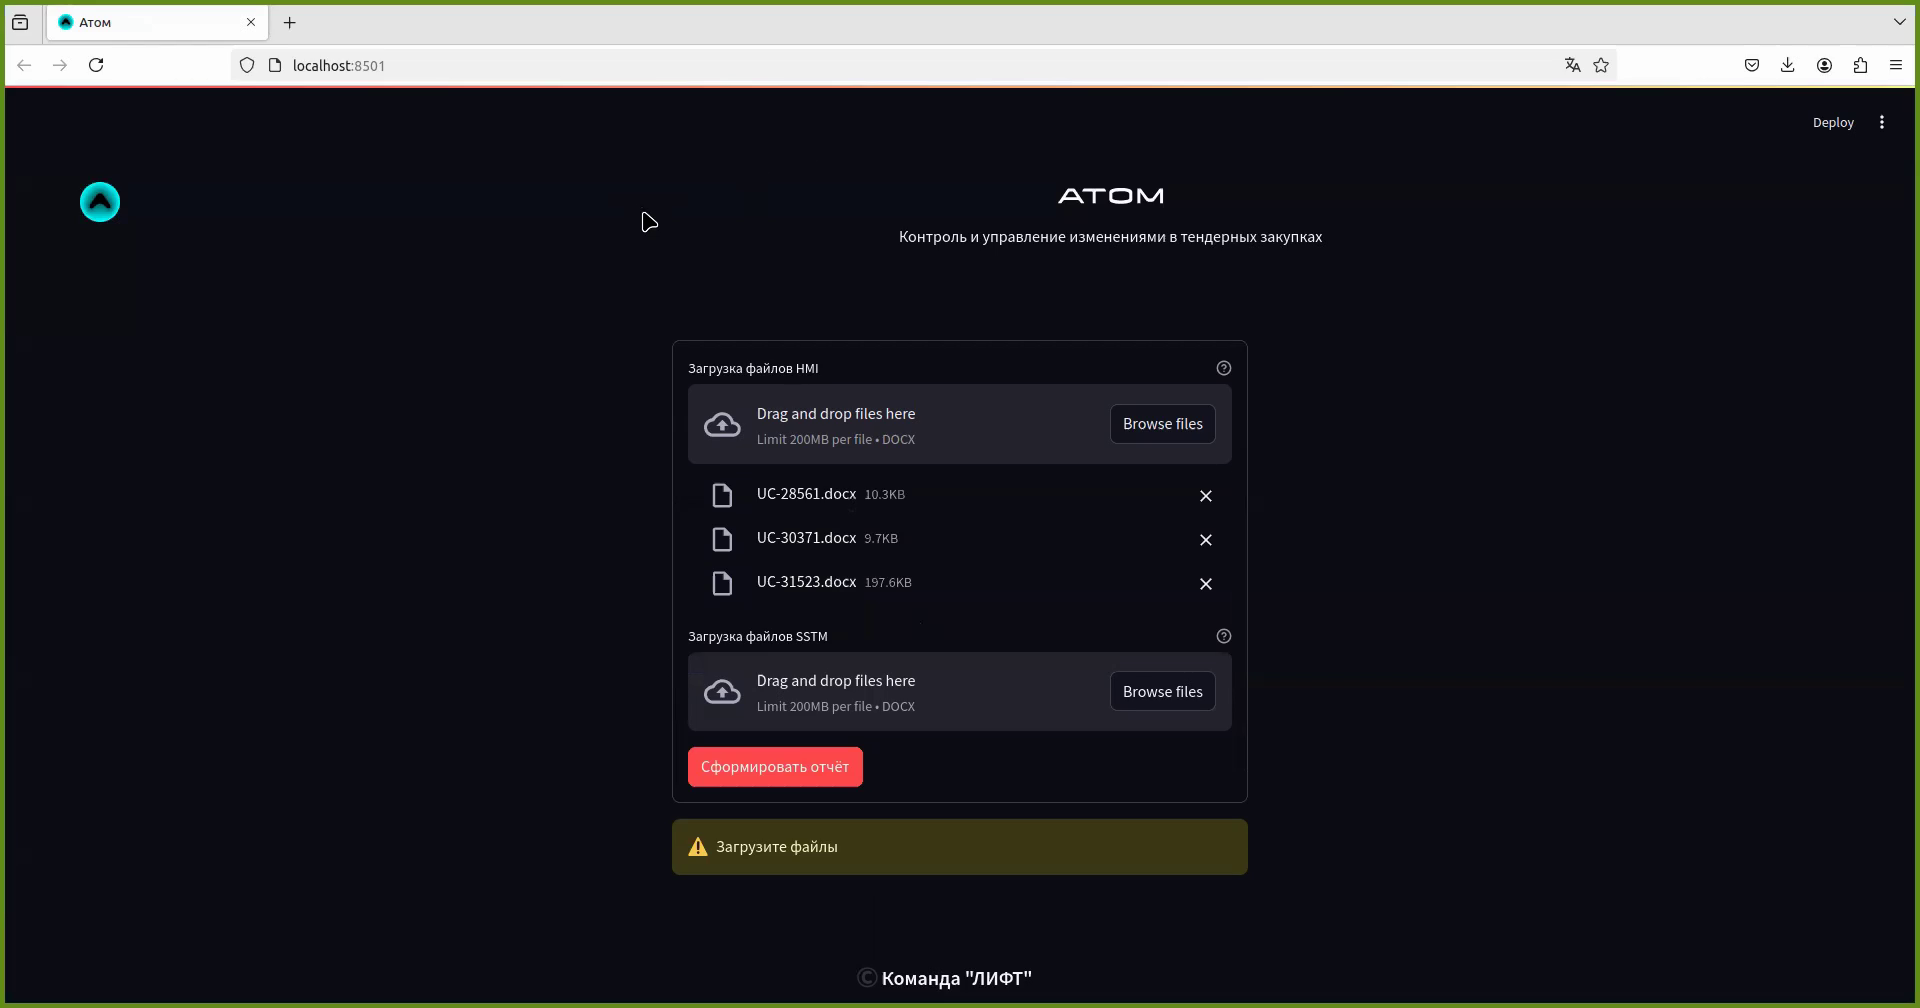 Атом
localhost:8501
Deploy
ATOM
Контроль и управление изменениями в тендерных закупках
Загрузка файлов HMI
Drag and drop files here
Browse files
Limit 200MB per file • DOCX
UC-28561.docx 10.3KB
UC-30371.docx 9.7KB
UC-31523.docx 197.6KB
Загрузка файлов SSTM
Drag and drop files here
Browse files
Limit 200MB per file • DOCX
Сформировать отчёт
Загрузите файлы
© Команда "ЛИФТ"